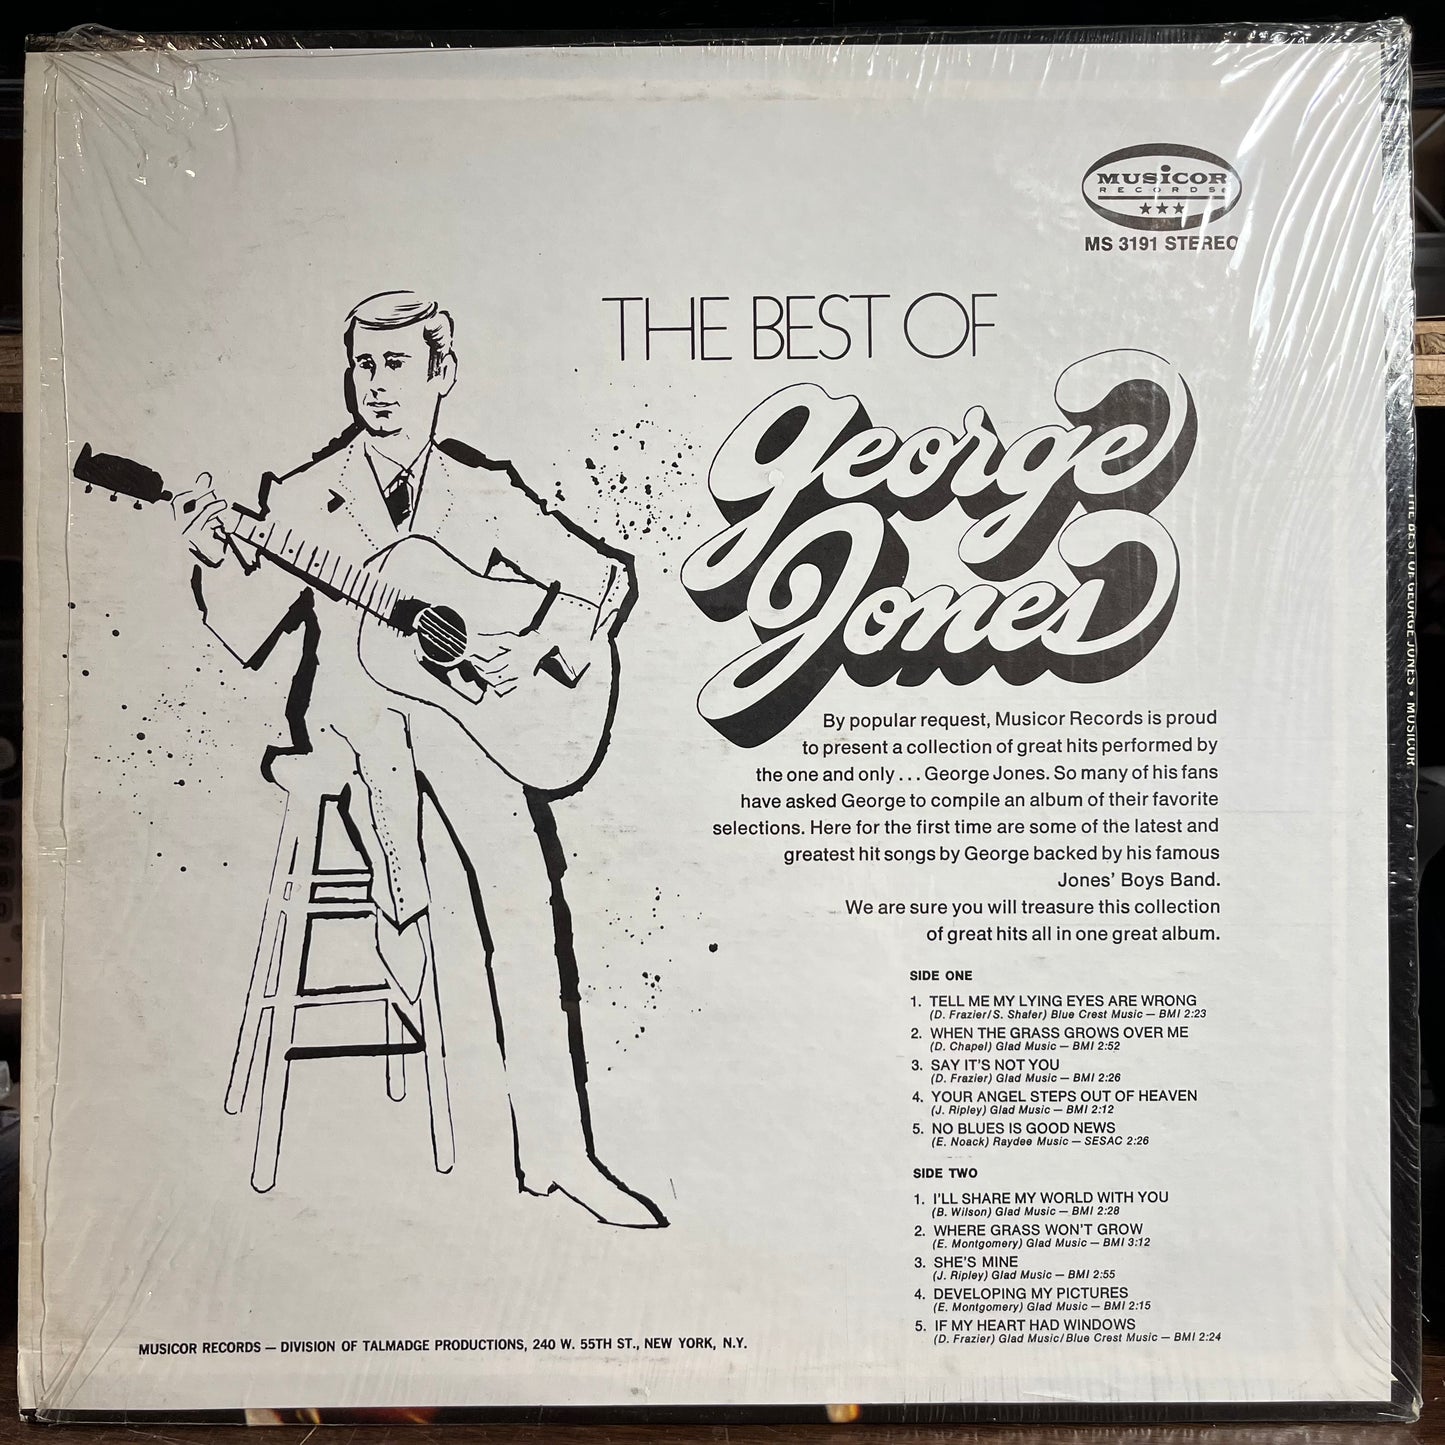 MUSICOR
RECORDS
MS 3191 STEREO
THE BEST OF
George
Jones
By popular request, Musicor Records is proud
to present a collection of great hits performed by
the one and only . . . George Jones. So many of his fans
have asked George to compile an album of their favorite
selections. Here for the first time are some of the latest and
greatest hit songs by George backed by his famous
Jones' Boys Band.
We are sure you will treasure this collection
of great hits all in one great album.
SIDE ONE
1. TELL ME MY LYING EYES ARE WRONG
(D. Frazier/S. Shafer) Blue Crest Music — BMI 2:23
2. WHEN THE GRASS GROWS OVER ME
(D. Chapel) Glad Music — BMI 2:52
3. SAY IT'S NOT YOU
(D. Frazier) Glad Music — BMI 2:26
4. YOUR ANGEL STEPS OUT OF HEAVEN
(J. Ripley) Glad Music — BMI 2:12
5. NO BLUES IS GOOD NEWS
(E. Noack) Raydee Music — SESAC 2:26
SIDE TWO
1. I'LL SHARE MY WORLD WITH YOU
(B. Wilson) Glad Music — BMI 2:28
2. WHERE GRASS WON'T GROW
(E. Montgomery) Glad Music — BMI 3:12
3. SHE'S MINE
(J. Ripley) Glad Music — BMI 2:55
4. DEVELOPING MY PICTURES
(E. Montgomery) Glad Music — BMI 2:15
5. IF MY HEART HAD WINDOWS
(D. Frazier) Glad Music/Blue Crest Music — BMI 2:24
MUSICOR RECORDS — DIVISION OF TALMADGE PRODUCTIONS, 240 W. 55TH ST., NEW YORK, N.Y.
THE BEST OF GEORGE JONES • MUSICOR